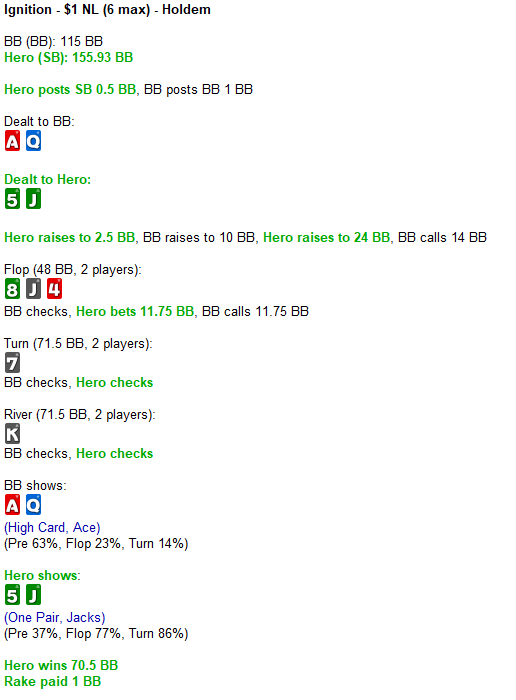 Ignition - $1 NL (6 max) - Holdem
BB (BB): 115 BB
Hero (SB): 155.93 BB
Hero posts SB 0.5 BB, BB posts BB 1 BB
Dealt to BB:
A Q
Dealt to Hero:
5 J
Hero raises to 2.5 BB, BB raises to 10 BB, Hero raises to 24 BB, BB calls 14 BB
Flop (48 BB, 2 players):
8 J 4
BB checks, Hero bets 11.75 BB, BB calls 11.75 BB
Turn (71.5 BB, 2 players):
7
BB checks, Hero checks
River (71.5 BB, 2 players):
K
BB checks, Hero checks
BB shows:
A Q
(High Card, Ace)
(Pre 63%, Flop 23%, Turn 14%)
Hero shows:
5 J
(One Pair, Jacks)
(Pre 37%, Flop 77%, Turn 86%)
Hero wins 70.5 BB
Rake paid 1 BB